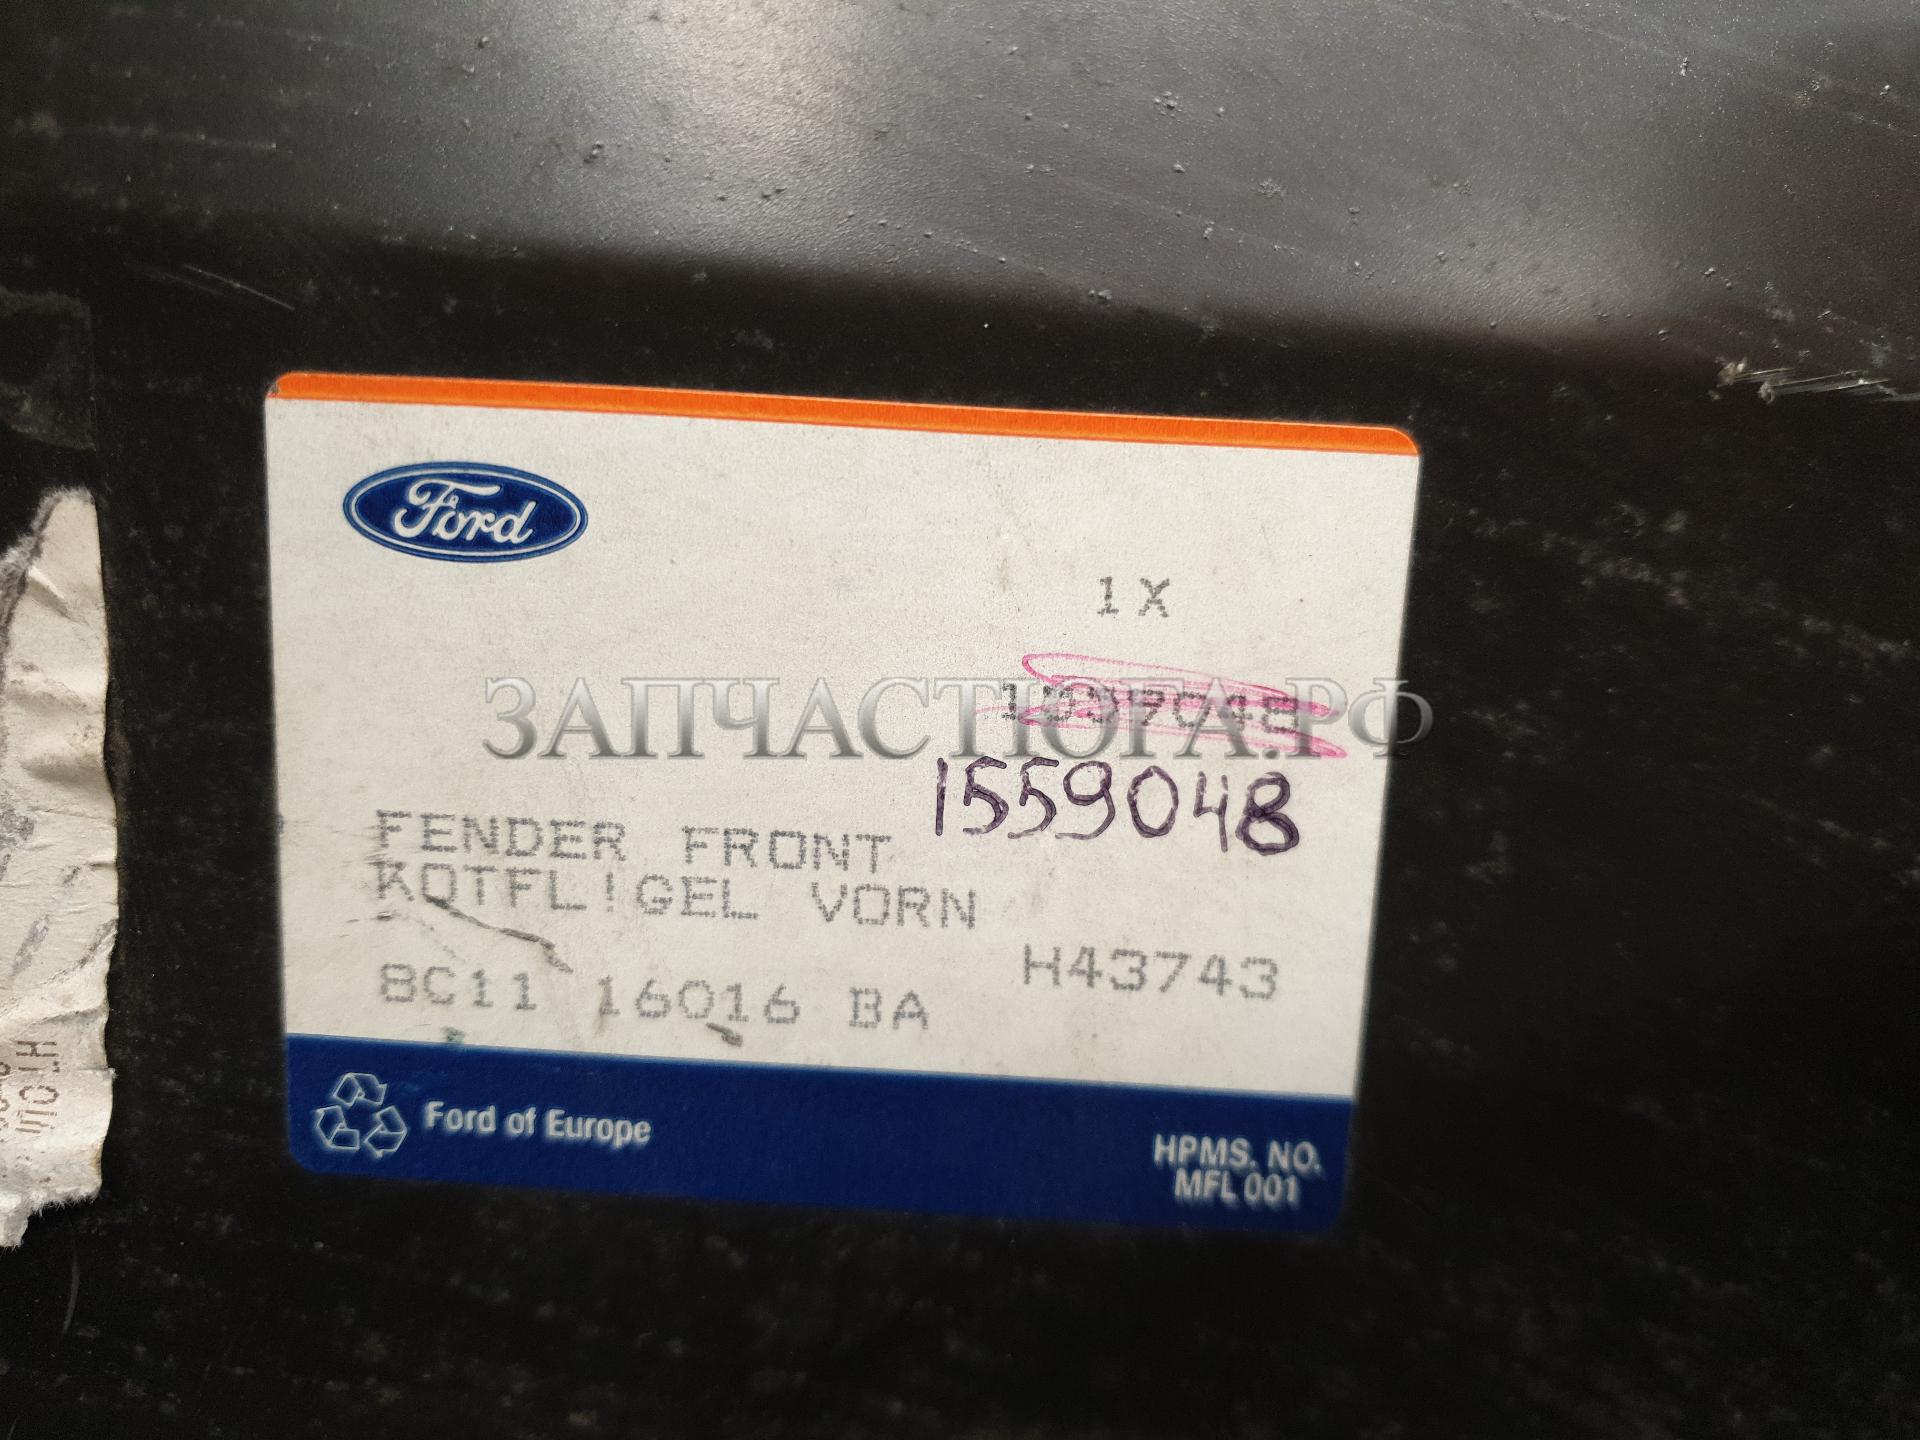 Ford
1X
ЗАПЧАСТЮГА.РФ
1559048
FENDER FRONT
KOTFL!GEL VORN
H43743
8C11 16016 BA
Ford of Europe
HPMS. NO.
MFL 001